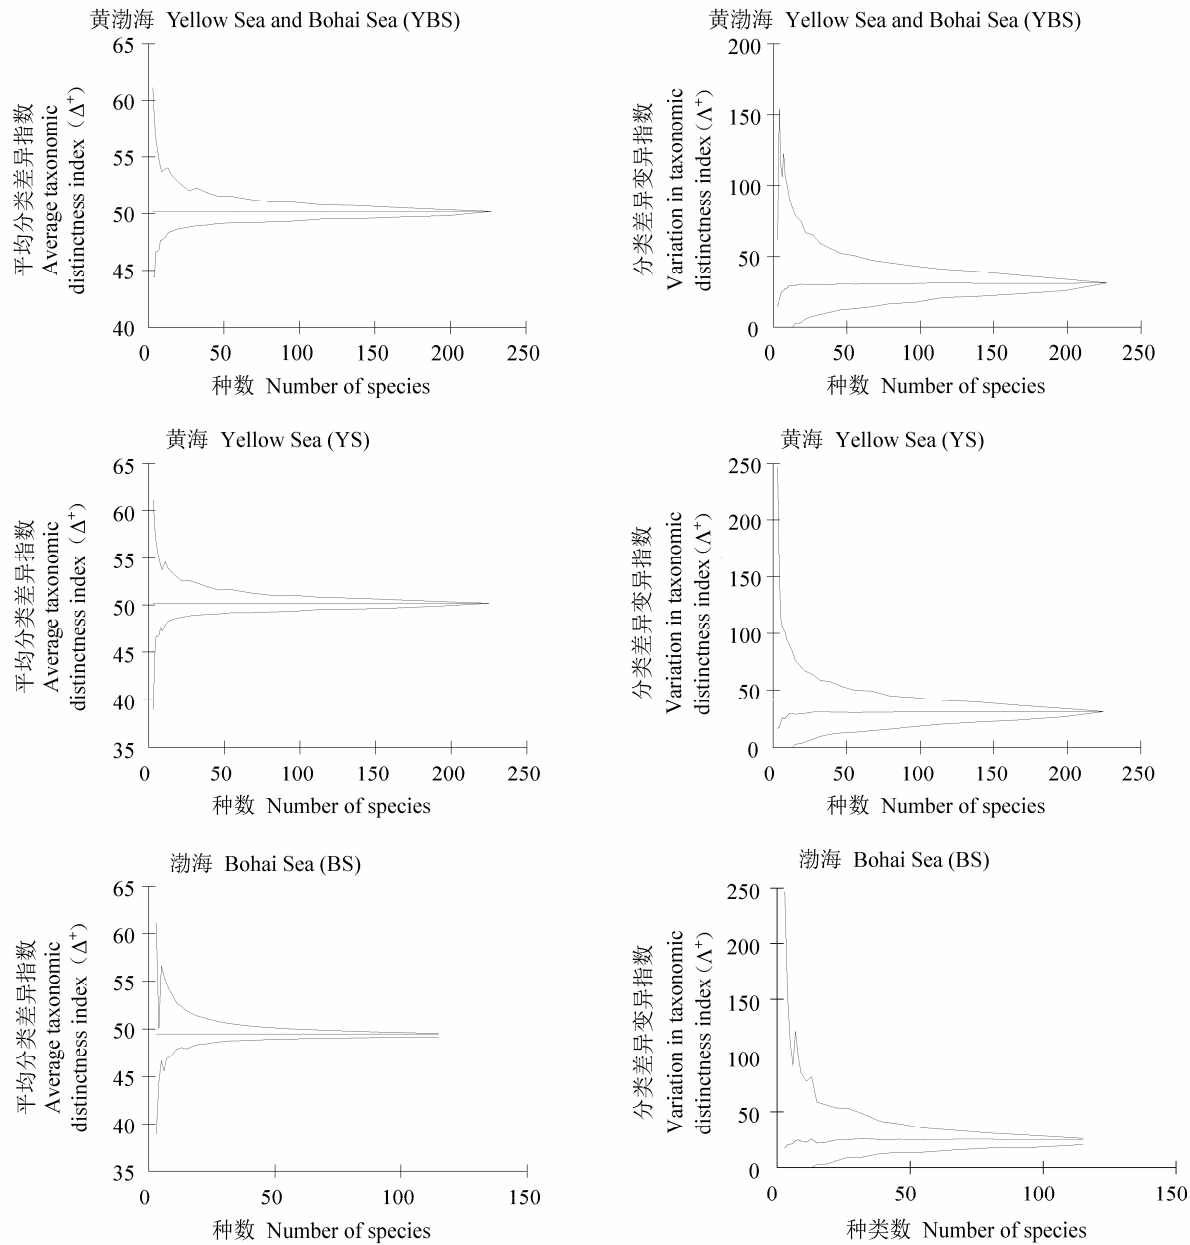 黄渤海 Yellow Sea and Bohai Sea (YBS)
平均分类差异指数
Average taxonomic
distinctness index (Δ⁺)
65
60
55
50
45
40
0 50 100 150 200 250
种数 Number of species
黄渤海 Yellow Sea and Bohai Sea (YBS)
分类差异变异指数
Variation in taxonomic
distinctness index (Λ⁺)
200
150
100
50
0
0 50 100 150 200 250
种数 Number of species
黄海 Yellow Sea (YS)
平均分类差异指数
Average taxonomic
distinctness index (Δ⁺)
65
60
55
50
45
40
35
0 50 100 150 200 250
种数 Number of species
黄海 Yellow Sea (YS)
分类差异变异指数
Variation in taxonomic
distinctness index (Λ⁺)
250
200
150
100
50
0
0 50 100 150 200 250
种数 Number of species
渤海 Bohai Sea (BS)
平均分类差异指数
Average taxonomic
distinctness index (Δ⁺)
65
60
55
50
45
40
35
0 50 100 150
种数 Number of species
渤海 Bohai Sea (BS)
分类差异变异指数
Variation in taxonomic
distinctness index (Λ⁺)
250
200
150
100
50
0
0 50 100 150
种类数 Number of species